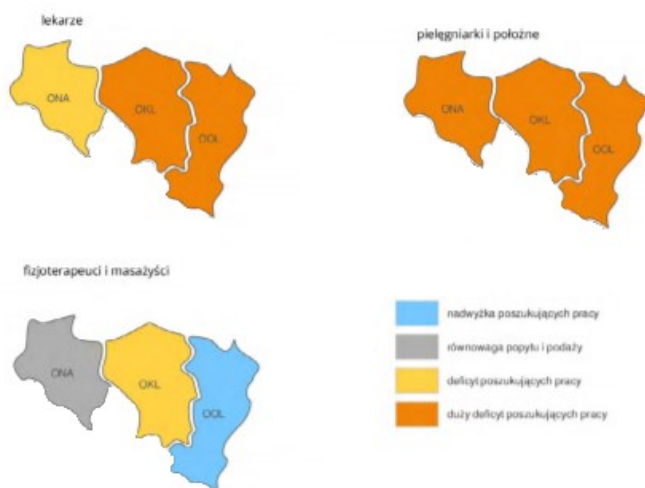 lekarze
ONA
OKL
OOL
pielęgniarki i położne
ONA
OKL
OOL
fizjoterapeuci i masażyści
ONA
OKL
OOL
nadwyżka poszukujących pracy
równowaga popytu i podaży
deficyt poszukujących pracy
duży deficyt poszukujących pracy